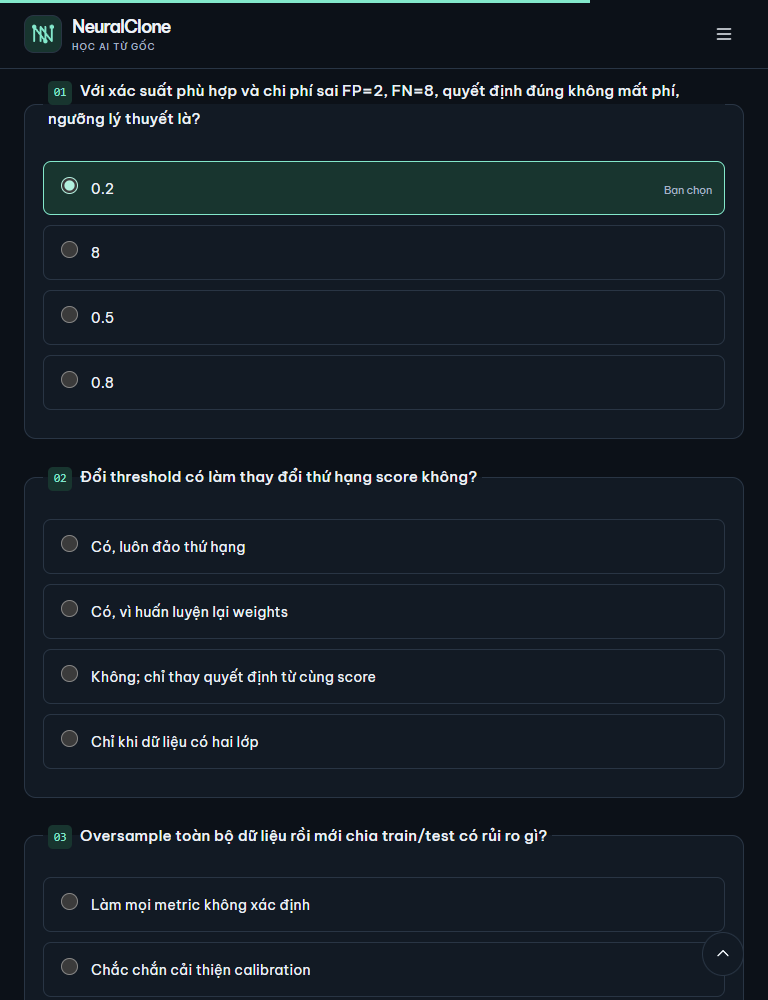 NeuralClone
HỌC AI TỪ GỐC
01 Với xác suất phù hợp và chi phí sai FP=2, FN=8, quyết định đúng không mất phí,
ngưỡng lý thuyết là?
0.2 Bạn chọn
8
0.5
0.8
02 Đổi threshold có làm thay đổi thứ hạng score không?
Có, luôn đảo thứ hạng
Có, vì huấn luyện lại weights
Không; chỉ thay quyết định từ cùng score
Chỉ khi dữ liệu có hai lớp
03 Oversample toàn bộ dữ liệu rồi mới chia train/test có rủi ro gì?
Làm mọi metric không xác định
Chắc chắn cải thiện calibration